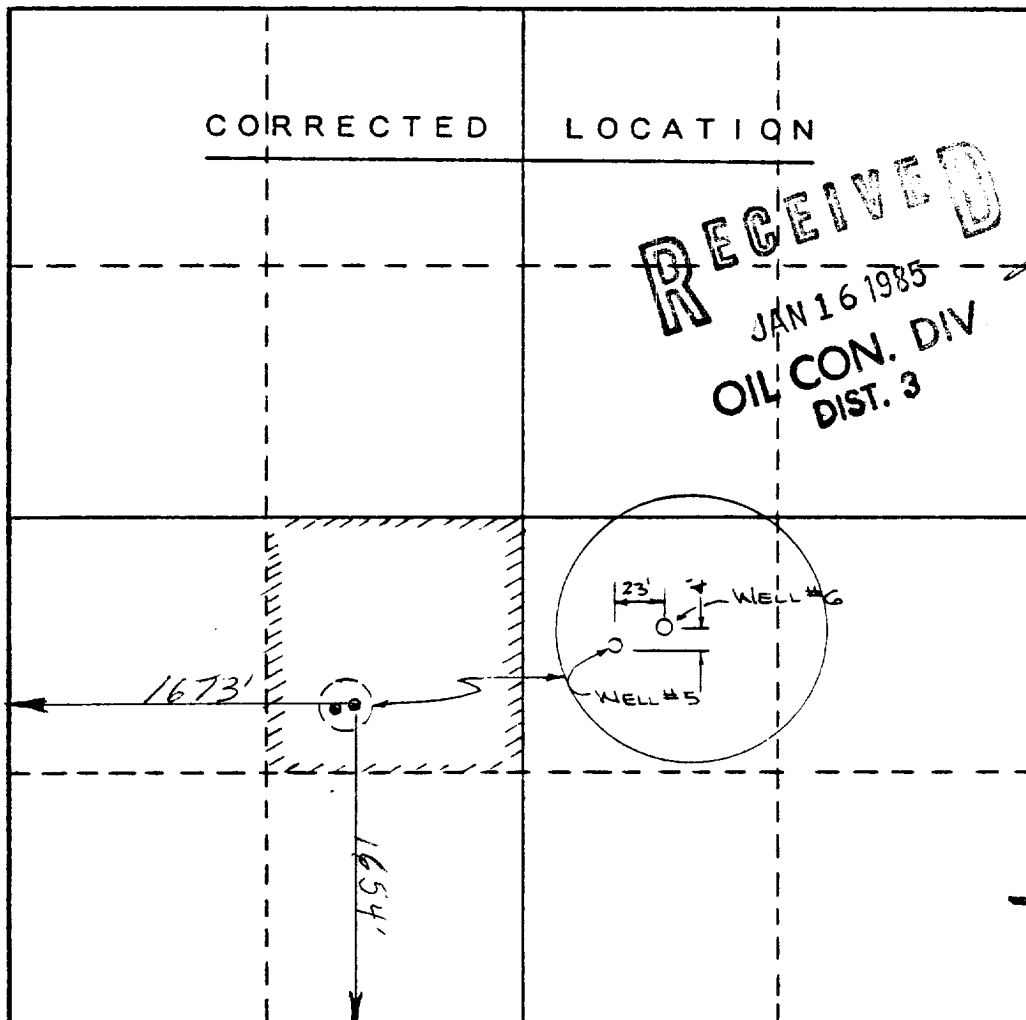 CORRECTED LOCATION
RECEIVED
JAN 16 1985
OIL CON. DIV
DIST. 3
23'
WELL #6
WELL #5
1673'
1654'